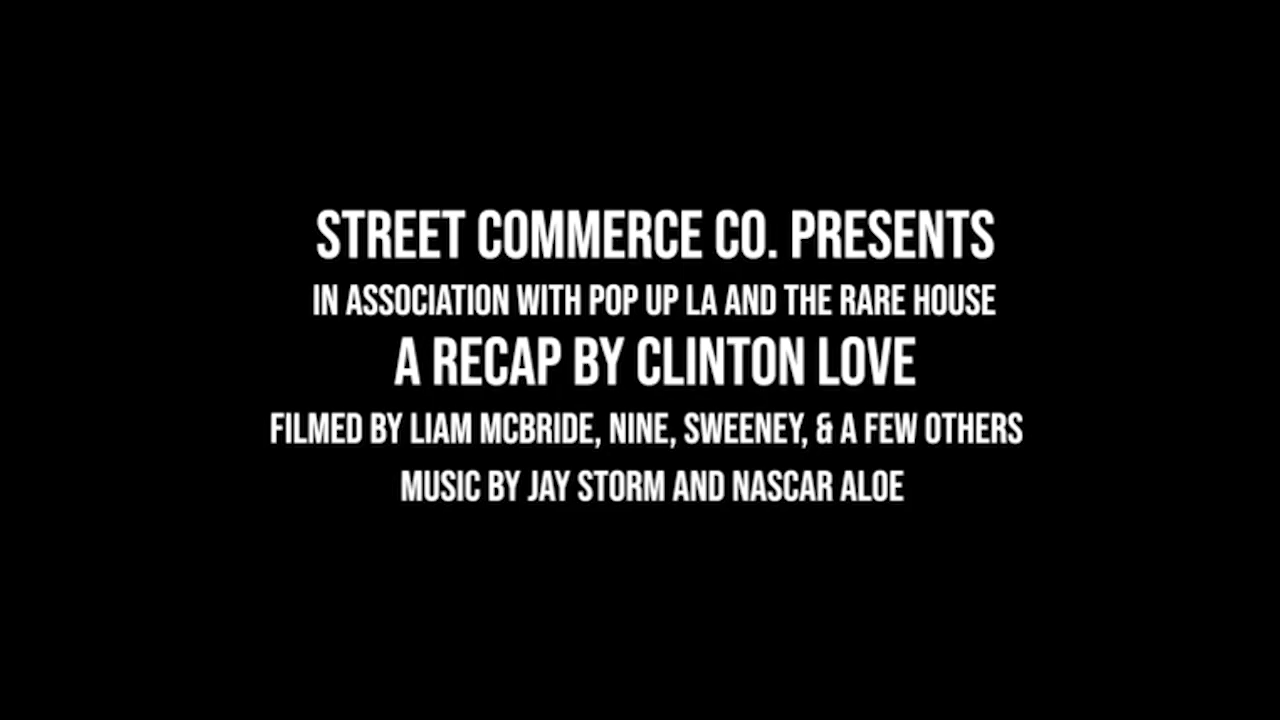 STREET COMMERCE CO. PRESENTS
IN ASSOCIATION WITH POP UP LA AND THE RARE HOUSE
A RECAP BY CLINTON LOVE
FILMED BY LIAM MCBRIDE, NINE, SWEENEY, & A FEW OTHERS
MUSIC BY JAY STORM AND NASCAR ALOE